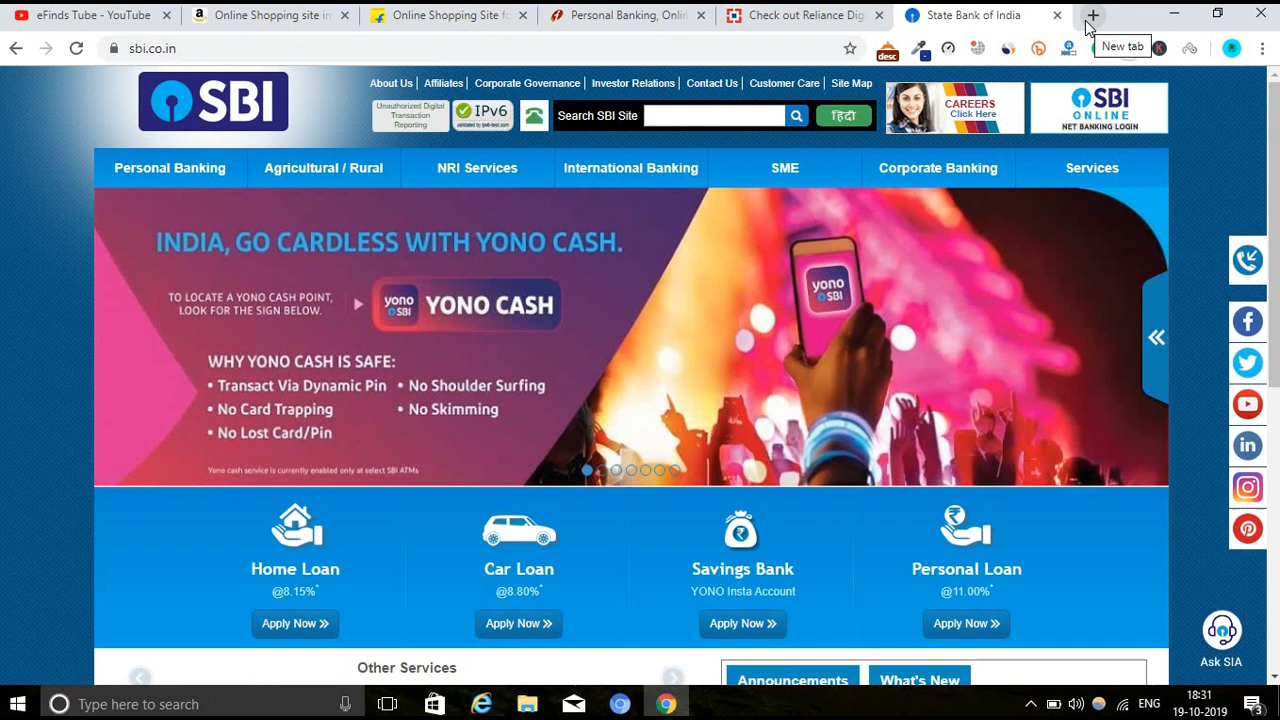 eFinds Tube - YouTube
Online Shopping site in
Online Shopping Site fo
Personal Banking, Onlin
Check out Reliance Dig
State Bank of India
New tab
sbi.co.in
desc
SBI
About Us | Affiliates | Corporate Governance | Investor Relations | Contact Us | Customer Care | Site Map
Unauthorized Digital
Transaction
Reporting
IPv6
Search SBI Site
हिंदी
CAREERS
Click Here
SBI
ONLINE
NET BANKING LOGIN
Personal Banking
Agricultural / Rural
NRI Services
International Banking
SME
Corporate Banking
Services
INDIA, GO CARDLESS WITH YONO CASH.
TO LOCATE A YONO CASH POINT,
LOOK FOR THE SIGN BELOW.
yono
SBI
YONO CASH
WHY YONO CASH IS SAFE:
• Transact Via Dynamic Pin • No Shoulder Surfing
• No Card Trapping • No Skimming
• No Lost Card/Pin
Yono cash service is currently enabled only at select SBI ATMs
yono
SBI
Home Loan
@8.15%*
Apply Now
Car Loan
@8.80%*
Apply Now
Savings Bank
YONO Insta Account
Apply Now
Personal Loan
@11.00%*
Apply Now
Ask SIA
Other Services
Announcements
What's New
Type here to search
ENG
18:31
19-10-2019
3